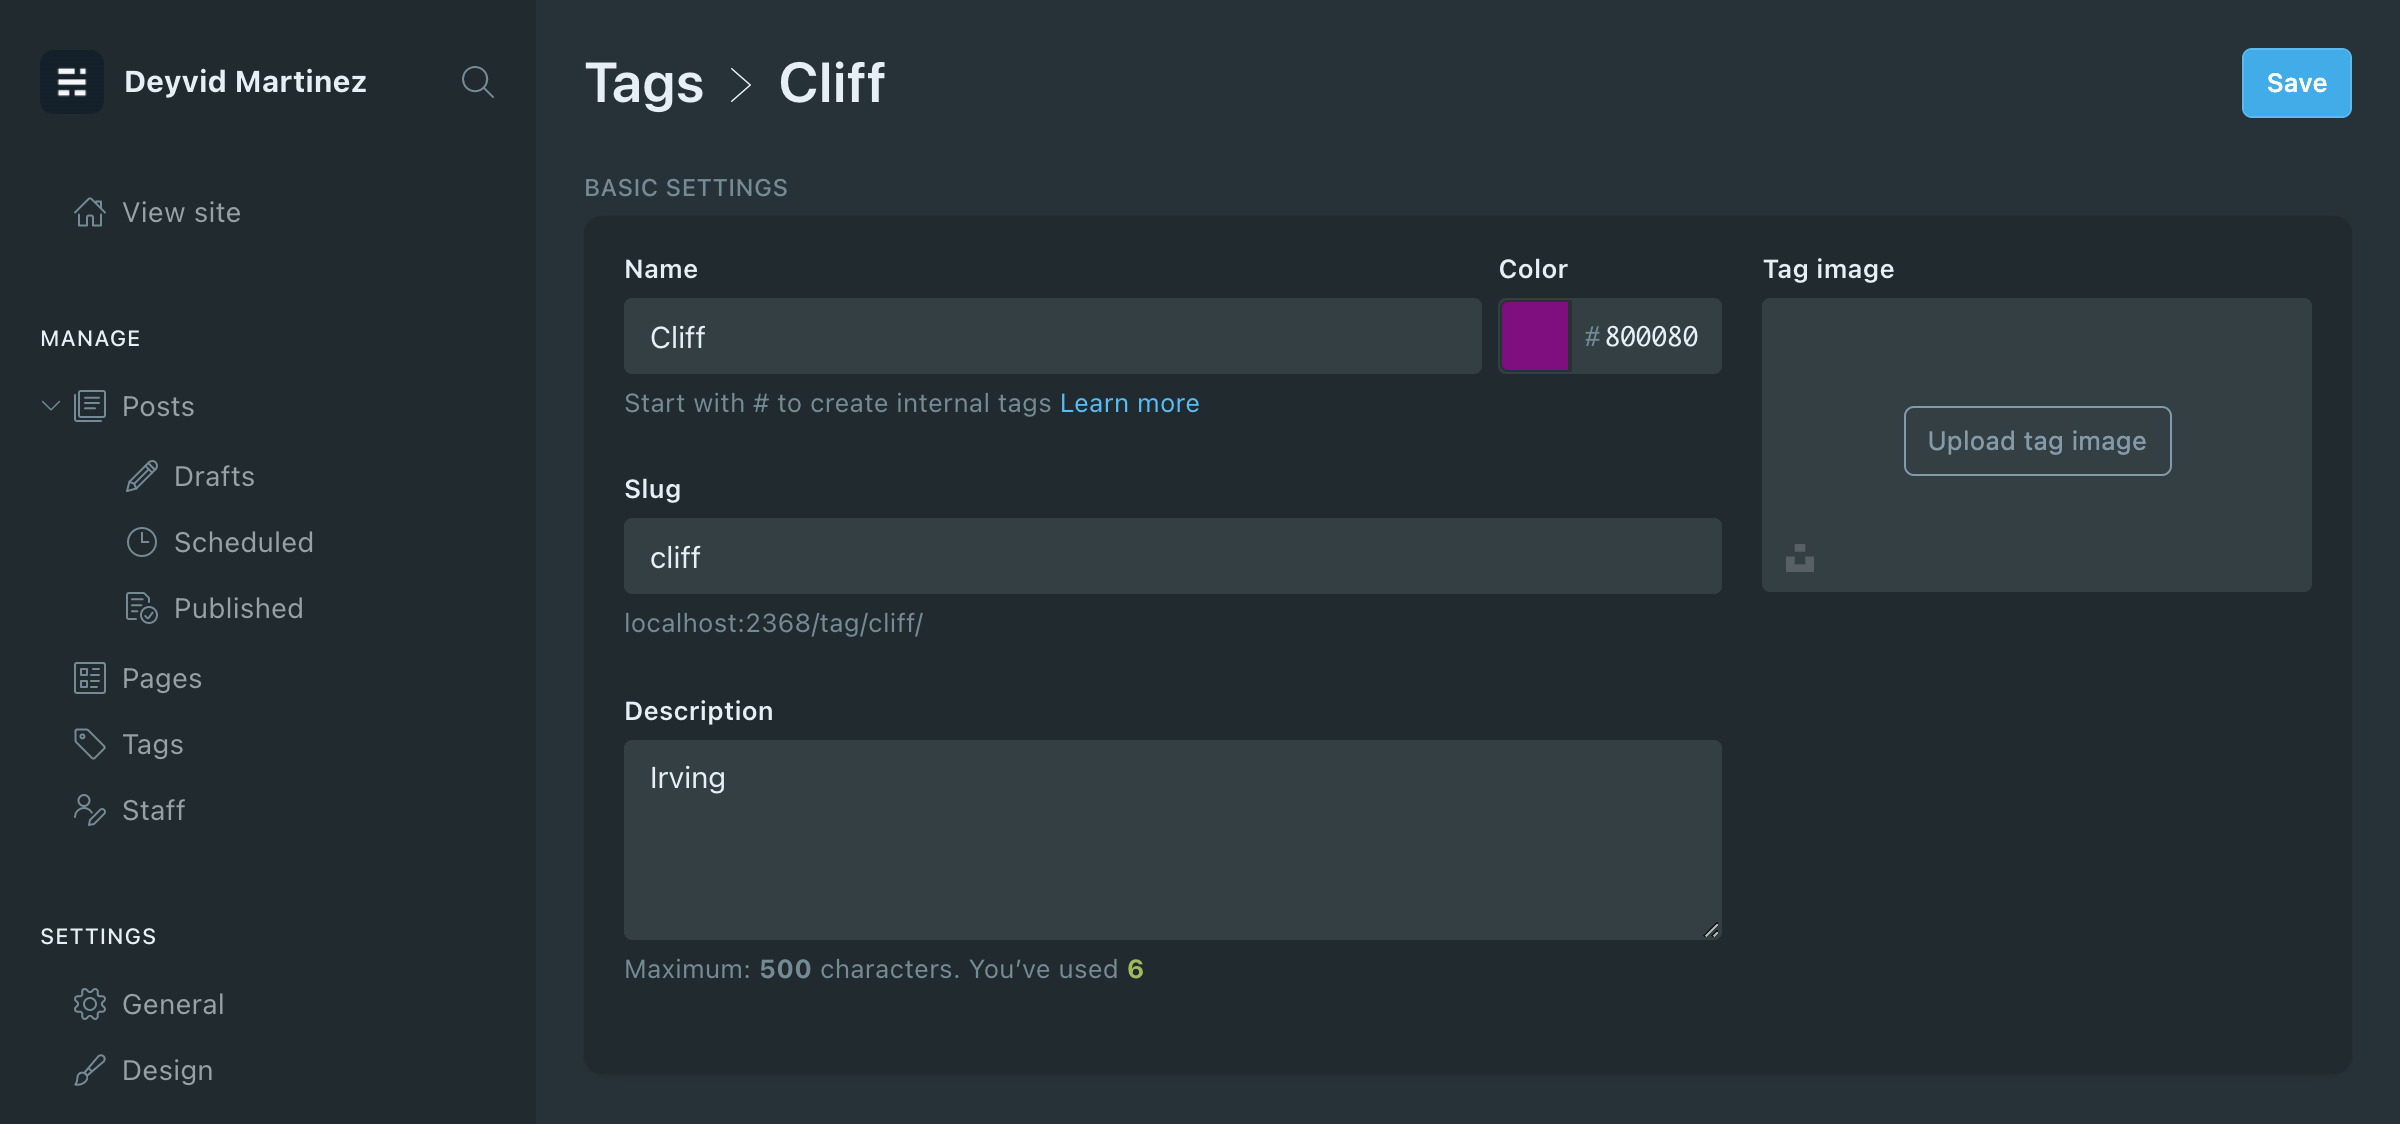 Deyvid Martinez
View site
MANAGE
Posts
Drafts
Scheduled
Published
Pages
Tags
Staff
SETTINGS
General
Design
Tags > Cliff
Save
BASIC SETTINGS
Name
Cliff
Start with # to create internal tags Learn more
Color
#800080
Slug
cliff
localhost:2368/tag/cliff/
Description
Irving
Maximum: 500 characters. You’ve used 6
Tag image
Upload tag image